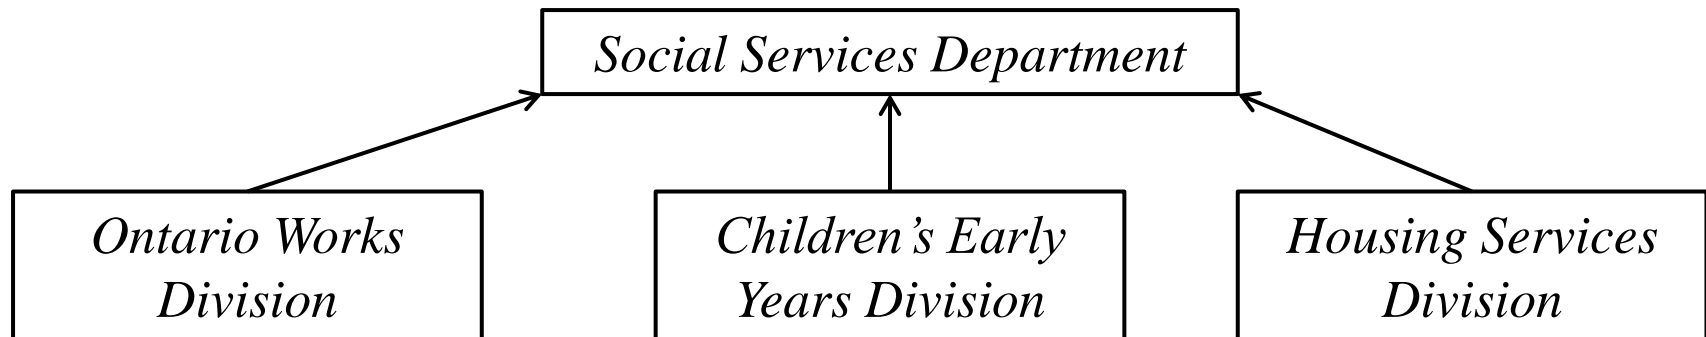 Social Services Department
Ontario Works
Division
Children’s Early
Years Division
Housing Services
Division